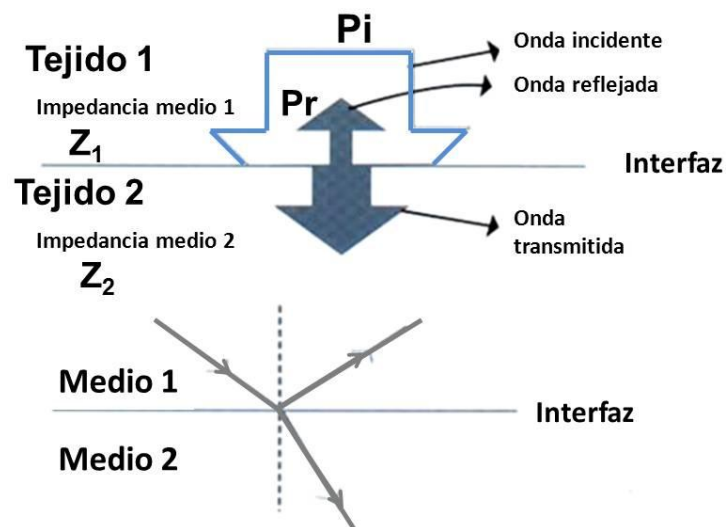 Pi
Onda incidente
Tejido 1
Onda reflejada
Impedancia medio 1
Pr
Z1
Interfaz
Tejido 2
Onda
transmitida
Impedancia medio 2
Z2
Medio 1
Interfaz
Medio 2